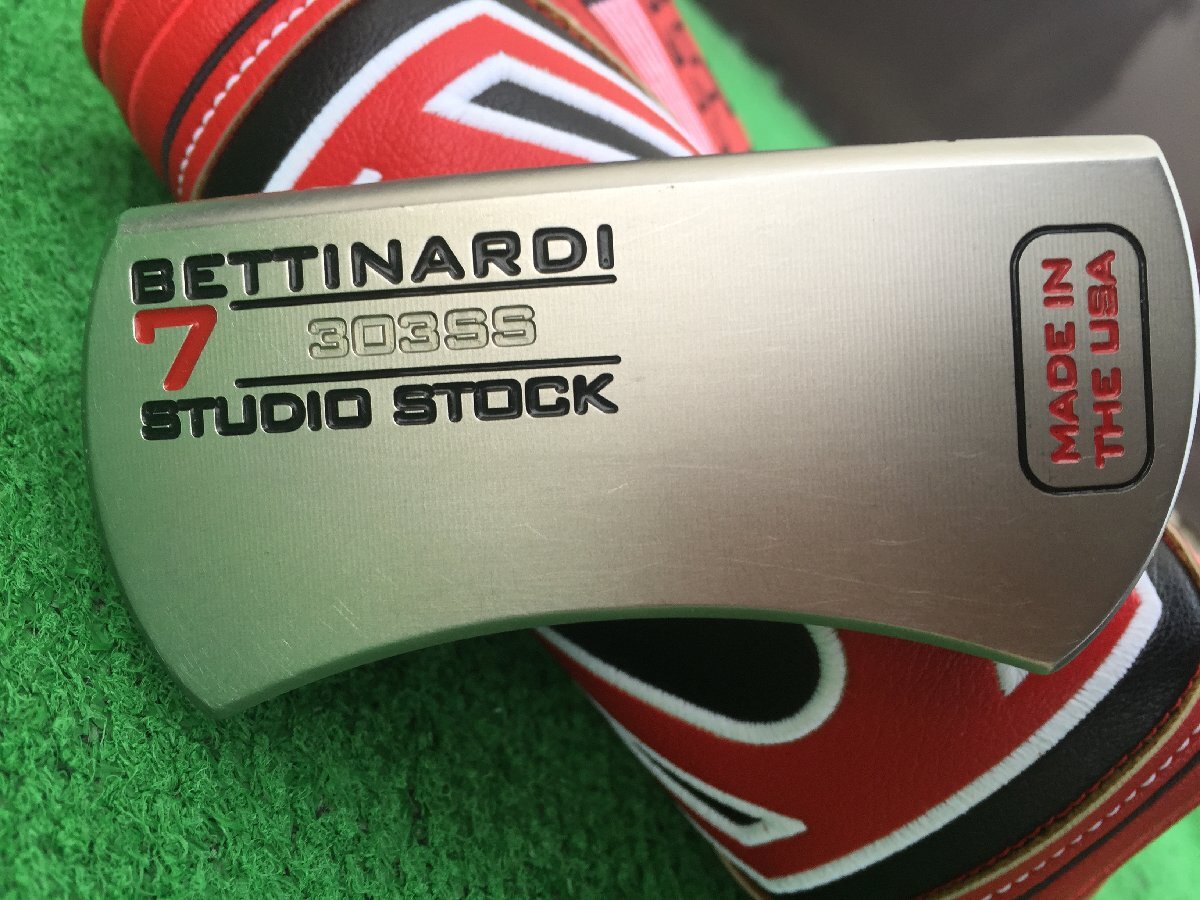 BETTINARDI
7 303SS
STUDIO STOCK
MADE IN
THE USA